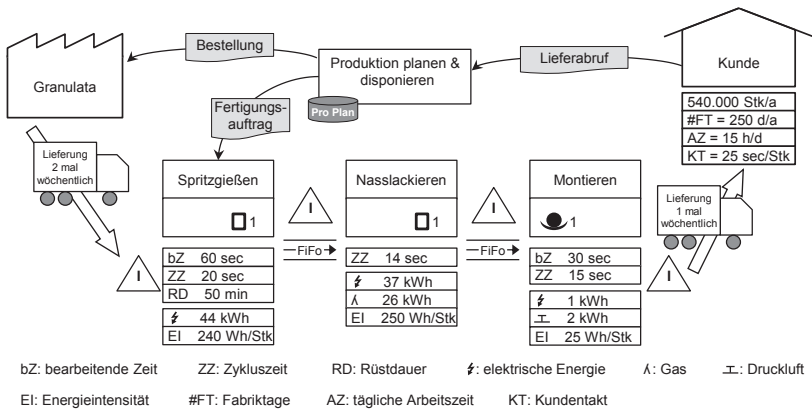 Bestellung
Produktion planen &
disponieren
Pro Plan
Lieferabruf
Granulata
Kunde
Fertigungs-
auftrag
540.000 Stk/a
#FT = 250 d/a
AZ = 15 h/d
KT = 25 sec/Stk
Lieferung
2 mal
wöchentlich
I
Spritzgießen
1
bZ 60 sec
ZZ 20 sec
RD 50 min
44 kWh
EI 240 Wh/Stk
I
FiFo
Nasslackieren
1
ZZ 14 sec
37 kWh
26 kWh
EI 250 Wh/Stk
I
FiFo
Montieren
1
bZ 30 sec
ZZ 15 sec
1 kWh
2 kWh
EI 25 Wh/Stk
I
Lieferung
1 mal
wöchentlich
bZ: bearbeitende Zeit ZZ: Zykluszeit RD: Rüstdauer : elektrische Energie : Gas : Druckluft
EI: Energieintensität #FT: Fabriktage AZ: tägliche Arbeitszeit KT: Kundentakt